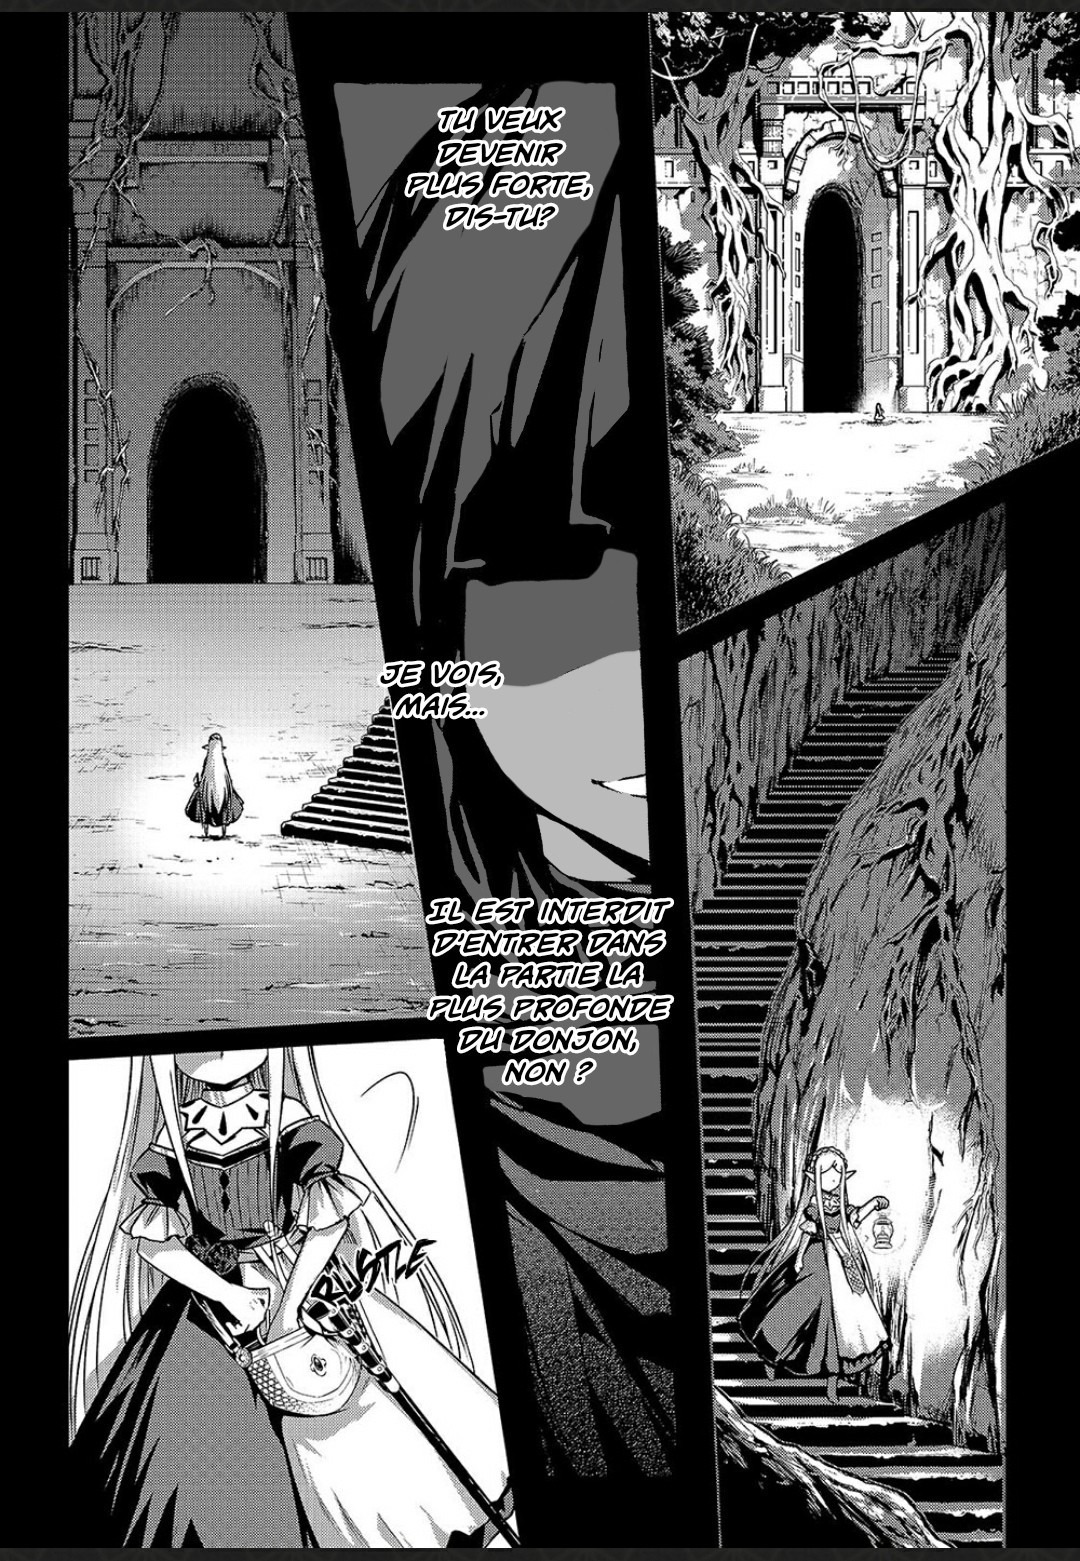 TU VEUX
DEVENIR
PLUS FORTE,
DIS-TU?
JE VOIS,
MAIS...
IL EST INTERDIT
D'ENTRER DANS
LA PARTIE LA
PLUS PROFONDE
DU DONJON,
NON ?
RUSTLE